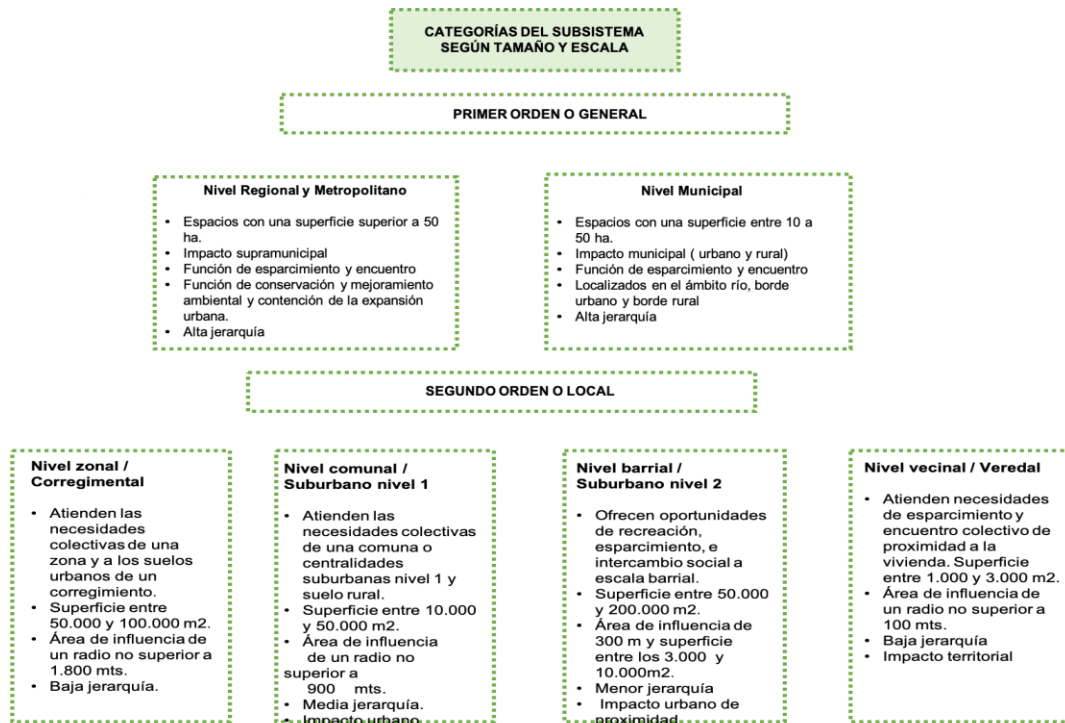 CATEGORÍAS DEL SUBSISTEMA
SEGÚN TAMAÑO Y ESCALA
PRIMER ORDEN O GENERAL
Nivel Regional y Metropolitano
• Espacios con una superficie superior a 50
ha.
• Impacto supramunicipal
• Función de esparcimiento y encuentro
• Función de conservación y mejoramiento
ambiental y contención de la expansión
urbana.
• Alta jerarquía
Nivel Municipal
• Espacios con una superficie entre 10 a
50 ha.
• Impacto municipal ( urbano y rural)
• Función de esparcimiento y encuentro
• Localizados en el ámbito río, borde
urbano y borde rural
• Alta jerarquía
SEGUNDO ORDEN O LOCAL
Nivel zonal /
Corregimental
• Atienden las
necesidades
colectivas de una
zona y a los suelos
urbanos de un
corregimiento.
• Superficie entre
50.000 y 100.000 m2.
• Área de influencia de
un radio no superior a
1.800 mts.
• Baja jerarquía.
Nivel comunal /
Suburbano nivel 1
• Atienden las
necesidades colectivas
de una comuna o
centralidades
suburbanas nivel 1 y
suelo rural.
• Superficie entre 10.000
y 50.000 m2.
• Área de influencia
de un radio no
superior a
900 mts.
• Media jerarquía.
• Impacto urbano
Nivel barrial /
Suburbano nivel 2
• Ofrecen oportunidades
de recreación,
esparcimiento, e
intercambio social a
escala barrial.
• Superficie entre 50.000
y 200.000 m2.
• Área de influencia de
300 m y superficie
entre los 3.000 y
10.000m2.
• Menor jerarquía
• Impacto urbano de
proximidad
Nivel vecinal / Veredal
• Atienden necesidades
de esparcimiento y
encuentro colectivo de
proximidad a la
vivienda. Superficie
entre 1.000 y 3.000 m2.
• Área de influencia de
un radio no superior a
100 mts.
• Baja jerarquía
• Impacto territorial